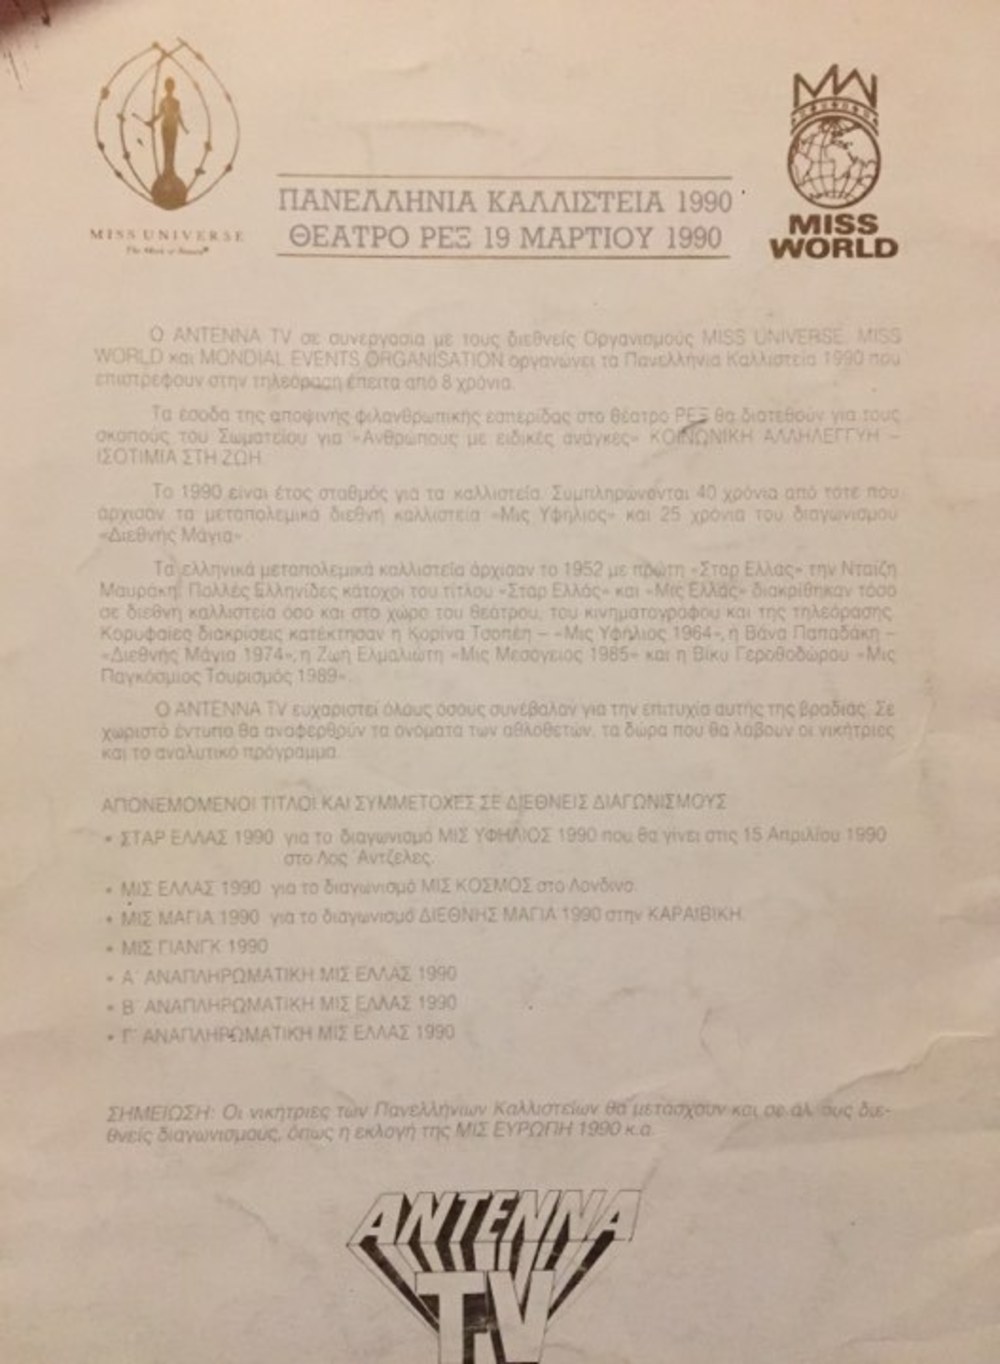 MISS UNIVERSE
ΠΑΝΕΛΛΗΝΙΑ ΚΑΛΛΙΣΤΕΙΑ 1990
ΘΕΑΤΡΟ ΡΕΞ 19 ΜΑΡΤΙΟΥ 1990
MISS
WORLD
Ο ANTENNA TV σε συνεργασια με τους διεθνείς Οργανισμούς MISS UNIVERSE, MISS
WORLD και MONDIAL EVENTS ORGANISATION οργανώνει τα Πανελλήνια Καλλιστεία 1990 που
επιστρέφουν στην τηλεόραση έπειτα από 8 χρόνια.
Τα έσοδα της αποψινής φιλανθρωπικής εσπερίδας στο θέατρο ΡΕΞ θα διατεθούν για τους
σκοπούς του Σωματείου για «Ανθρώπους με ειδικές ανάγκες» ΚΟΙΝΩΝΙΚΗ ΑΛΛΗΛΕΓΓΥΗ –
ΙΣΟΤΙΜΙΑ ΣΤΗ ΖΩΗ.
Το 1990 είναι έτος σταθμός για τα καλλιστεία. Συμπληρώνονται 40 χρόνια από τότε που
άρχισαν τα μεταπολεμικά διεθνή καλλιστεία «Μις Υφήλιος» και 25 χρόνια του διαγωνισμού
«Διεθνής Μάγια».
Τα ελληνικά μεταπολεμικά καλλιστεία άρχισαν το 1952 με πρώτη «Σταρ Ελλάς» την Νταίζη
Μαυράκη. Πολλές Ελληνίδες κάτοχοι του τίτλου «Σταρ Ελλάς» και «Μις Ελλάς» διακρίθηκαν τόσο
σε διεθνή καλλιστεία όσο και στο χώρο του θεάτρου, του κινηματογράφου και της τηλεόρασης.
Κορυφαίες διακρίσεις κατέκτησαν η Κορίνα Τσοπέη – «Μις Υφήλιος 1964», η Βάνα Παπαδάκη –
«Διεθνής Μάγια 1974», η Ζωή Ελμαλιώτη «Μις Μεσόγειος 1985» και η Βίκυ Γεροθοδώρου «Μις
Παγκόσμιος Τουρισμός 1989».
Ο ANTENNA TV ευχαριστεί όλους όσους συνέβαλαν για την επιτυχία αυτής της βραδιάς. Σε
χωριστό έντυπο θα αναφερθούν τα ονόματα των αθλοθετών, τα δώρα που θα λάβουν οι νικήτριες
και το αναλυτικό πρόγραμμα.
ΑΠΟΝΕΜΟΜΕΝΟΙ ΤΙΤΛΟΙ ΚΑΙ ΣΥΜΜΕΤΟΧΕΣ ΣΕ ΔΙΕΘΝΕΙΣ ΔΙΑΓΩΝΙΣΜΟΥΣ
• ΣΤΑΡ ΕΛΛΑΣ 1990 για το διαγωνισμό ΜΙΣ ΥΦΗΛΙΟΣ 1990 που θα γίνει στις 15 Απριλίου 1990
στο Λος Άντζελες.
• ΜΙΣ ΕΛΛΑΣ 1990 για το διαγωνισμό ΜΙΣ ΚΟΣΜΟΣ στο Λονδίνο.
• ΜΙΣ ΜΑΓΙΑ 1990 για το διαγωνισμό ΔΙΕΘΝΗΣ ΜΑΓΙΑ 1990 στην ΚΑΡΑΪΒΙΚΗ.
• ΜΙΣ ΓΙΑΝΓΚ 1990
• Α΄ ΑΝΑΠΛΗΡΩΜΑΤΙΚΗ ΜΙΣ ΕΛΛΑΣ 1990
• Β΄ ΑΝΑΠΛΗΡΩΜΑΤΙΚΗ ΜΙΣ ΕΛΛΑΣ 1990
• Γ΄ ΑΝΑΠΛΗΡΩΜΑΤΙΚΗ ΜΙΣ ΕΛΛΑΣ 1990
ΣΗΜΕΙΩΣΗ: Οι νικήτριες των Πανελλήνιων Καλλιστείων θα μετάσχουν και σε άλλους διε-
θνείς διαγωνισμούς, όπως η εκλογή της ΜΙΣ ΕΥΡΩΠΗ 1990 κ.α.
ANTENNA
TV